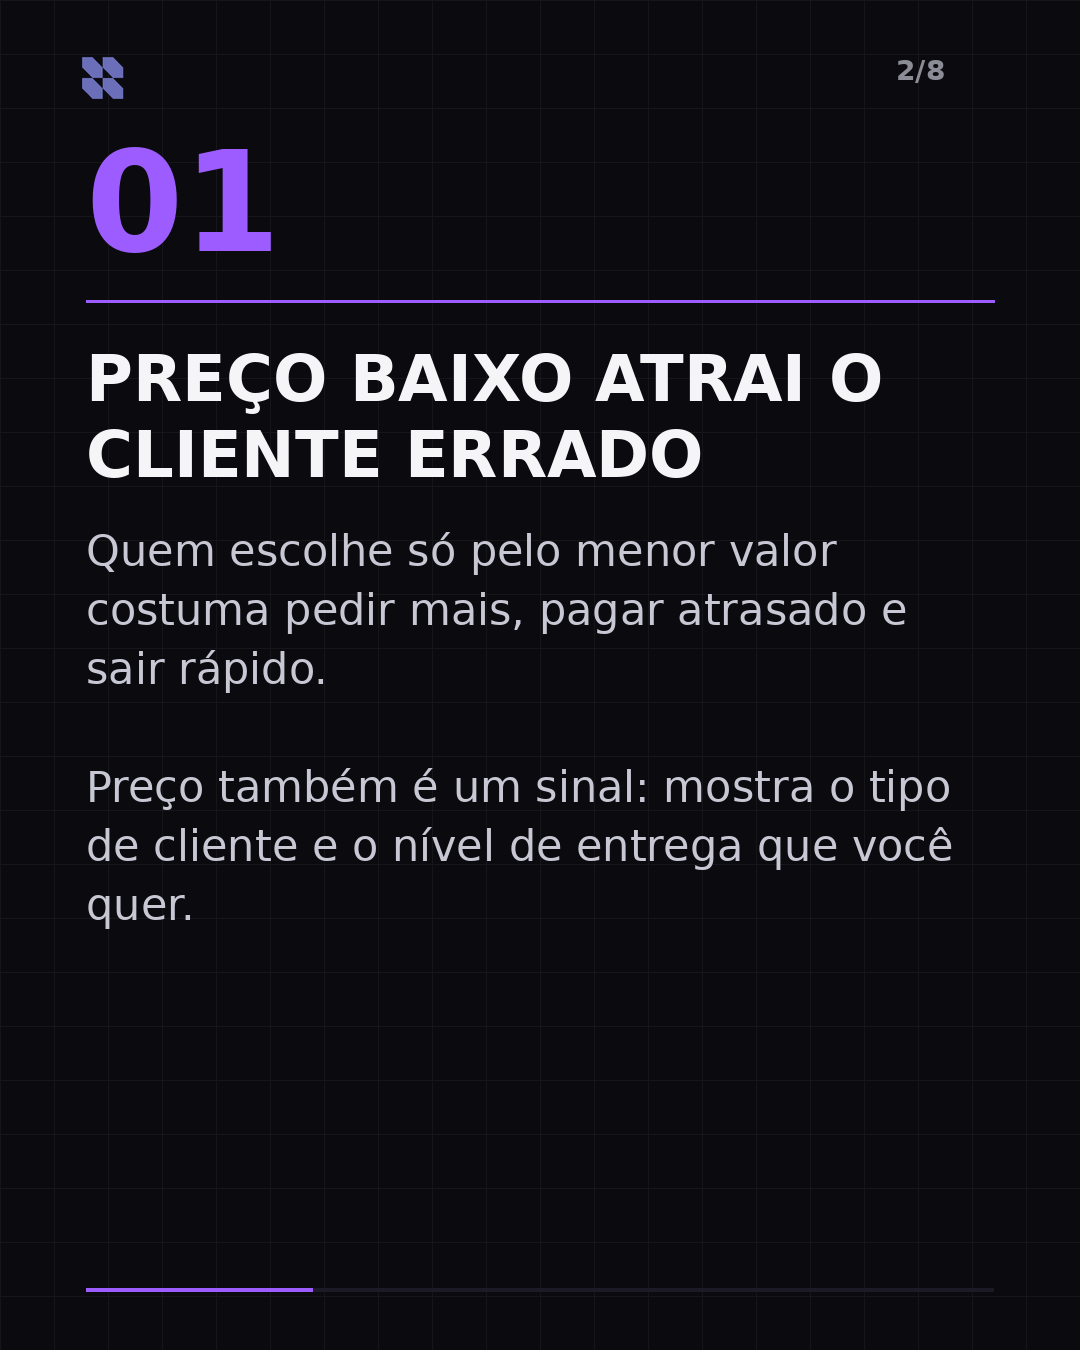 2/8
01
PREÇO BAIXO ATRAI O
CLIENTE ERRADO
Quem escolhe só pelo menor valor
costuma pedir mais, pagar atrasado e
sair rápido.
Preço também é um sinal: mostra o tipo
de cliente e o nível de entrega que você
quer.